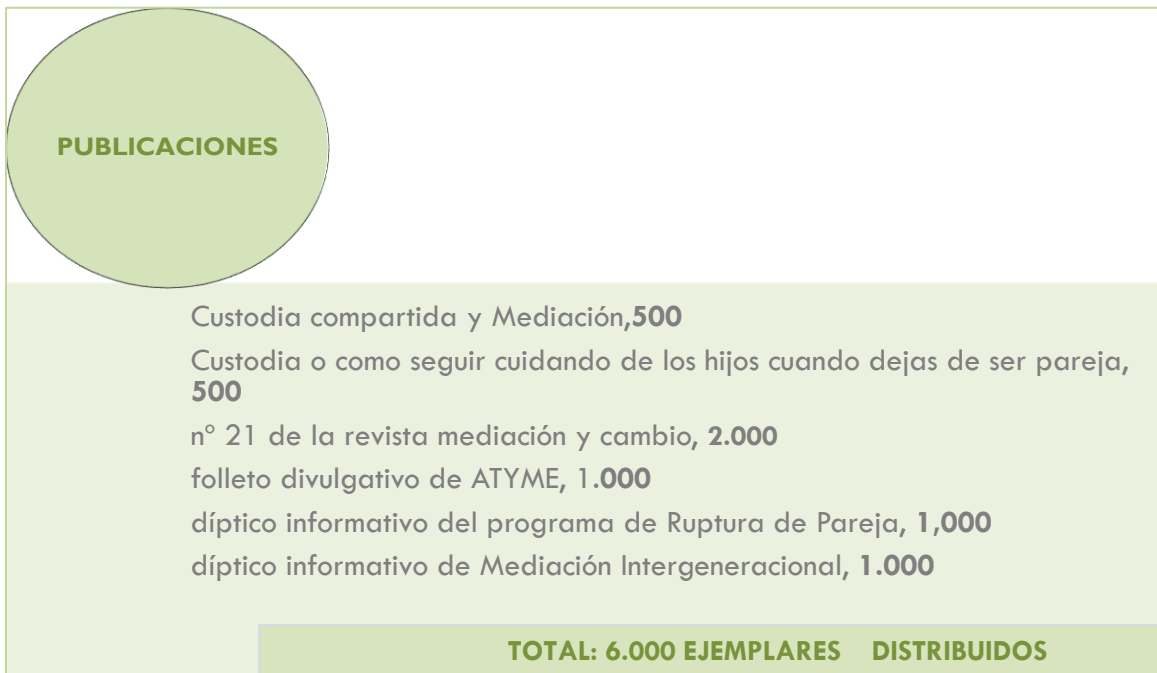 PUBLICACIONES
Custodia compartida y Mediación,500
Custodia o como seguir cuidando de los hijos cuando dejas de ser pareja,
500
nº 21 de la revista mediación y cambio, 2.000
folleto divulgativo de ATYME, 1.000
díptico informativo del programa de Ruptura de Pareja, 1,000
díptico informativo de Mediación Intergeneracional, 1.000
TOTAL: 6.000 EJEMPLARES DISTRIBUIDOS